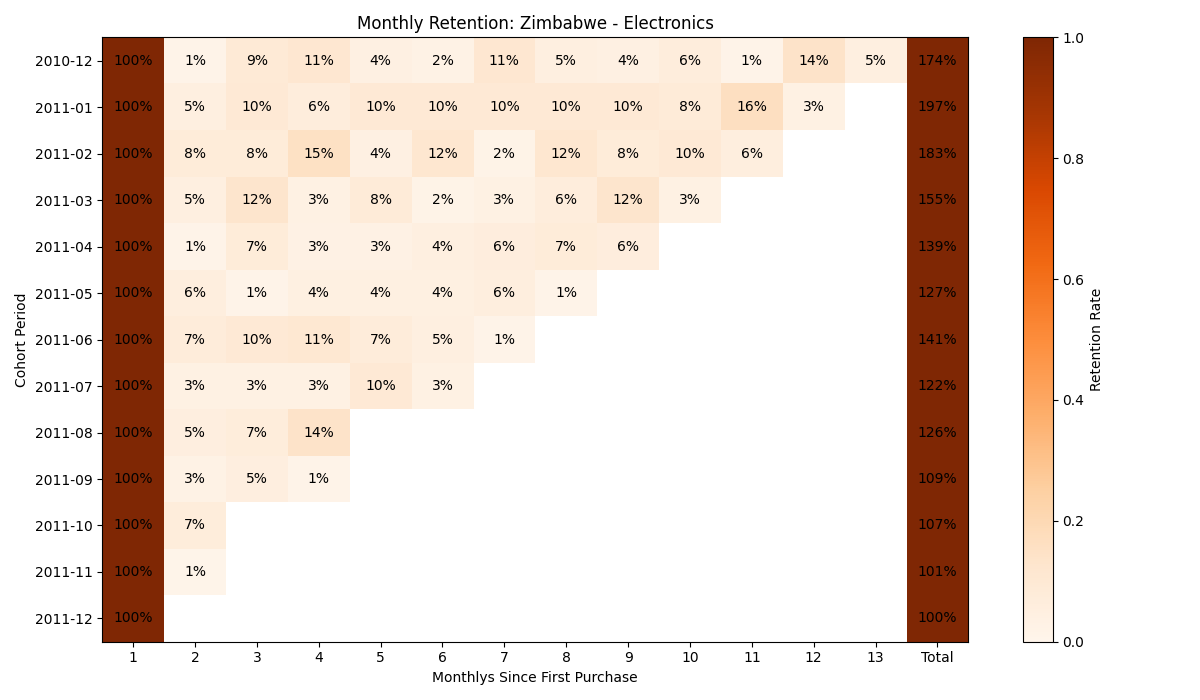 Monthly Retention: Zimbabwe - Electronics
2010-12 100% 1% 9% 11% 4% 2% 11% 5% 4% 6% 1% 14% 5% 174%
2011-01 100% 5% 10% 6% 10% 10% 10% 10% 10% 8% 16% 3% 197%
2011-02 100% 8% 8% 15% 4% 12% 2% 12% 8% 10% 6% 183%
2011-03 100% 5% 12% 3% 8% 2% 3% 6% 12% 3% 155%
2011-04 100% 1% 7% 3% 3% 4% 6% 7% 6% 139%
2011-05 100% 6% 1% 4% 4% 4% 6% 1% 127%
2011-06 100% 7% 10% 11% 7% 5% 1% 141%
2011-07 100% 3% 3% 3% 10% 3% 122%
2011-08 100% 5% 7% 14% 126%
2011-09 100% 3% 5% 1% 109%
2011-10 100% 7% 107%
2011-11 100% 1% 101%
2011-12 100% 100%
1 2 3 4 5 6 7 8 9 10 11 12 13 Total
Monthlys Since First Purchase
Cohort Period
1.0
0.8
0.6
0.4
0.2
0.0
Retention Rate